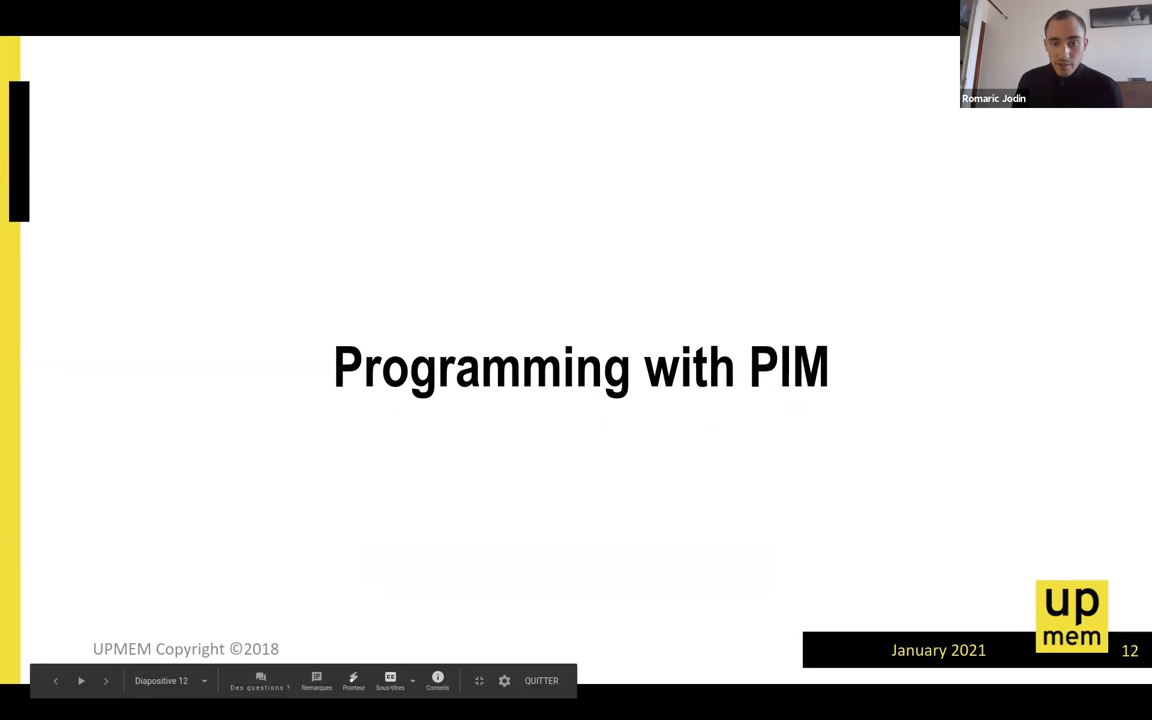 Romaric Jodin
Programming with PIM
UPMEM Copyright ©2018
January 2021
up
mem
12
Diapositive 12
Des questions ?
Remarques
Pointeur
Sous-titres
Conseils
QUITTER